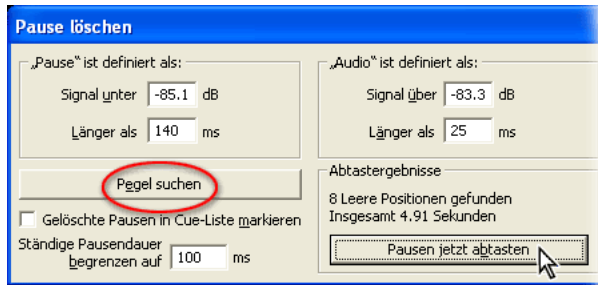 Pause löschen
„Pause“ ist definiert als:
Signal unter -85.1 dB
Länger als 140 ms
Pegel suchen
Gelöschte Pausen in Cue-Liste markieren
Ständige Pausendauer
begrenzen auf 100 ms
„Audio“ ist definiert als:
Signal über -83.3 dB
Länger als 25 ms
Abtastergebnisse
8 Leere Positionen gefunden
Insgesamt 4.91 Sekunden
Pausen jetzt abtasten